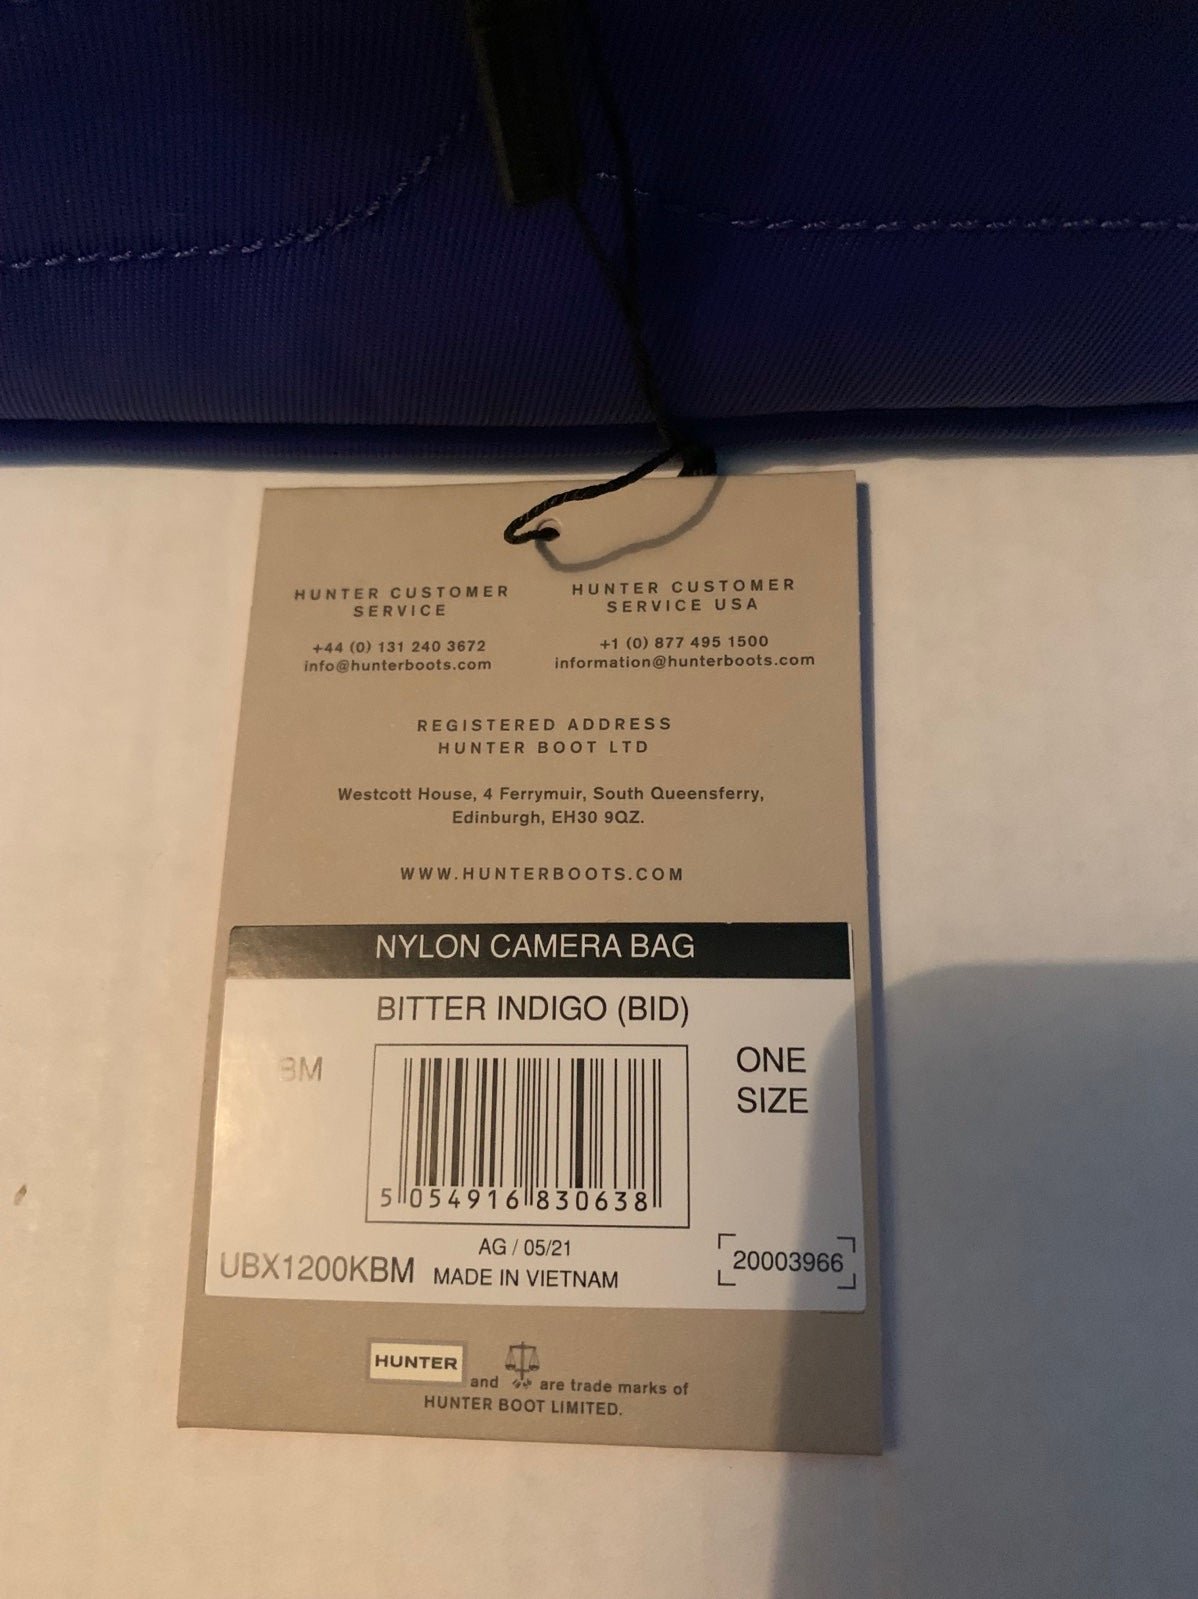 HUNTER CUSTOMER
SERVICE
+44 (0) 131 240 3672
info@hunterboots.com
HUNTER CUSTOMER
SERVICE USA
+1 (0) 877 495 1500
information@hunterboots.com
REGISTERED ADDRESS
HUNTER BOOT LTD
Westcott House, 4 Ferrymuir, South Queensferry,
Edinburgh, EH30 9QZ.
WWW.HUNTERBOOTS.COM
NYLON CAMERA BAG
BITTER INDIGO (BID)
ONE
SIZE
5 054916 830638
AG / 05/21
UBX1200KBM MADE IN VIETNAM
20003966
HUNTER and are trade marks of
HUNTER BOOT LIMITED.